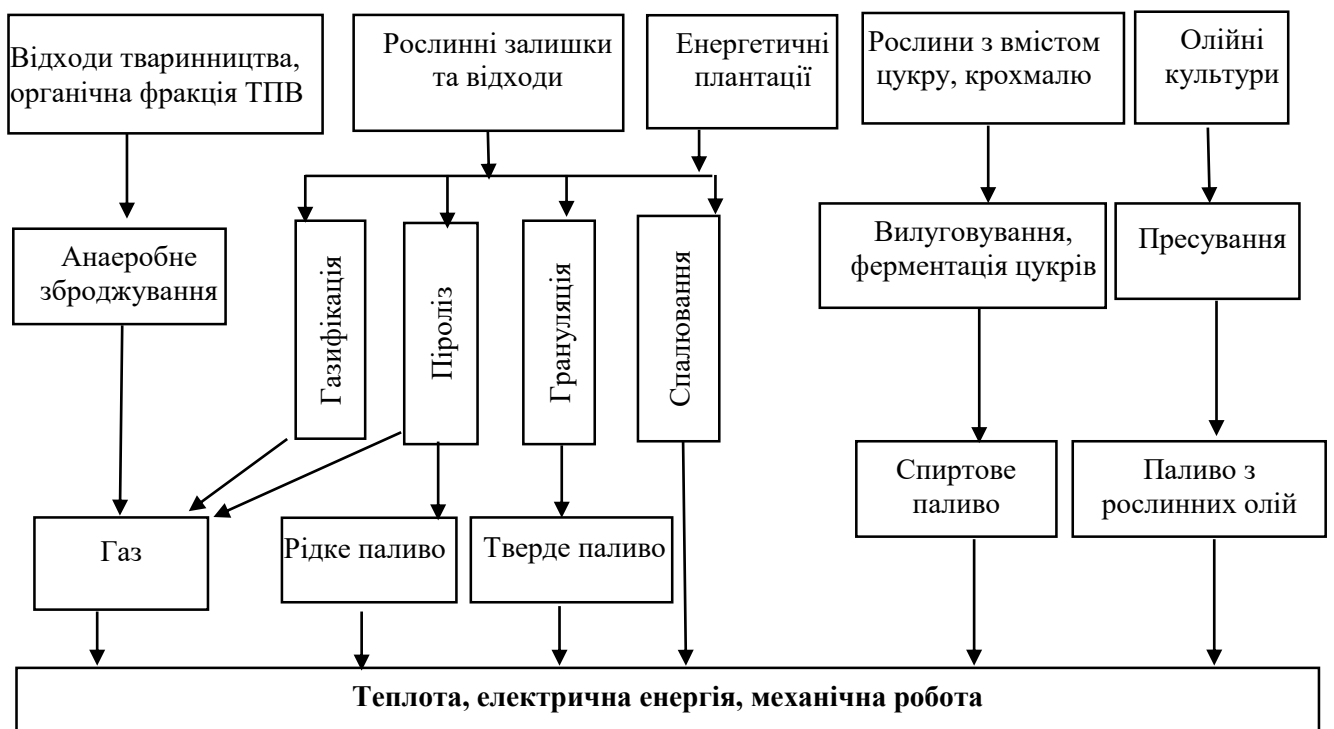 Відходи тваринництва,
органічна фракція ТПВ
Рослинні залишки
та відходи
Енергетичні
плантації
Рослини з вмістом
цукру, крохмалю
Олійні
культури
Анаеробне
зброджування
Газифікація
Піроліз
Грануляція
Спалювання
Вилуговування,
ферментація цукрів
Пресування
Газ
Рідке паливо
Тверде паливо
Спиртове
паливо
Паливо з
рослинних олій
Теплота, електрична енергія, механічна робота